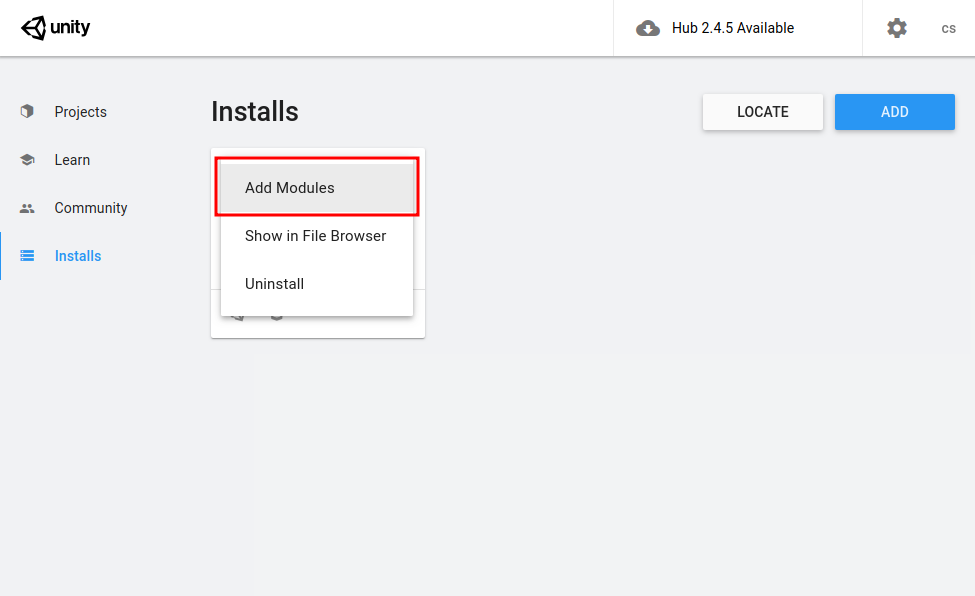 unity
Hub 2.4.5 Available
cs
Projects
Learn
Community
Installs
Installs
LOCATE
ADD
Add Modules
Show in File Browser
Uninstall